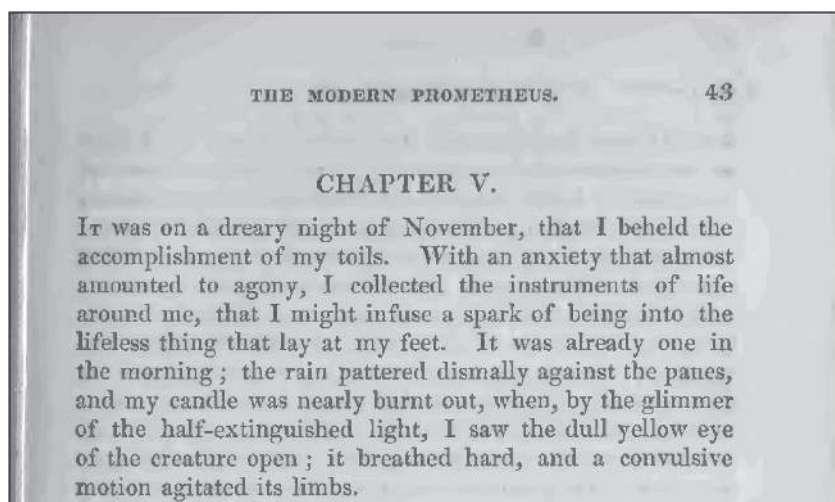 THE MODERN PROMETHEUS. 43
CHAPTER V.
IT was on a dreary night of November, that I beheld the
accomplishment of my toils. With an anxiety that almost
amounted to agony, I collected the instruments of life
around me, that I might infuse a spark of being into the
lifeless thing that lay at my feet. It was already one in
the morning ; the rain pattered dismally against the panes,
and my candle was nearly burnt out, when, by the glimmer
of the half-extinguished light, I saw the dull yellow eye
of the creature open ; it breathed hard, and a convulsive
motion agitated its limbs.